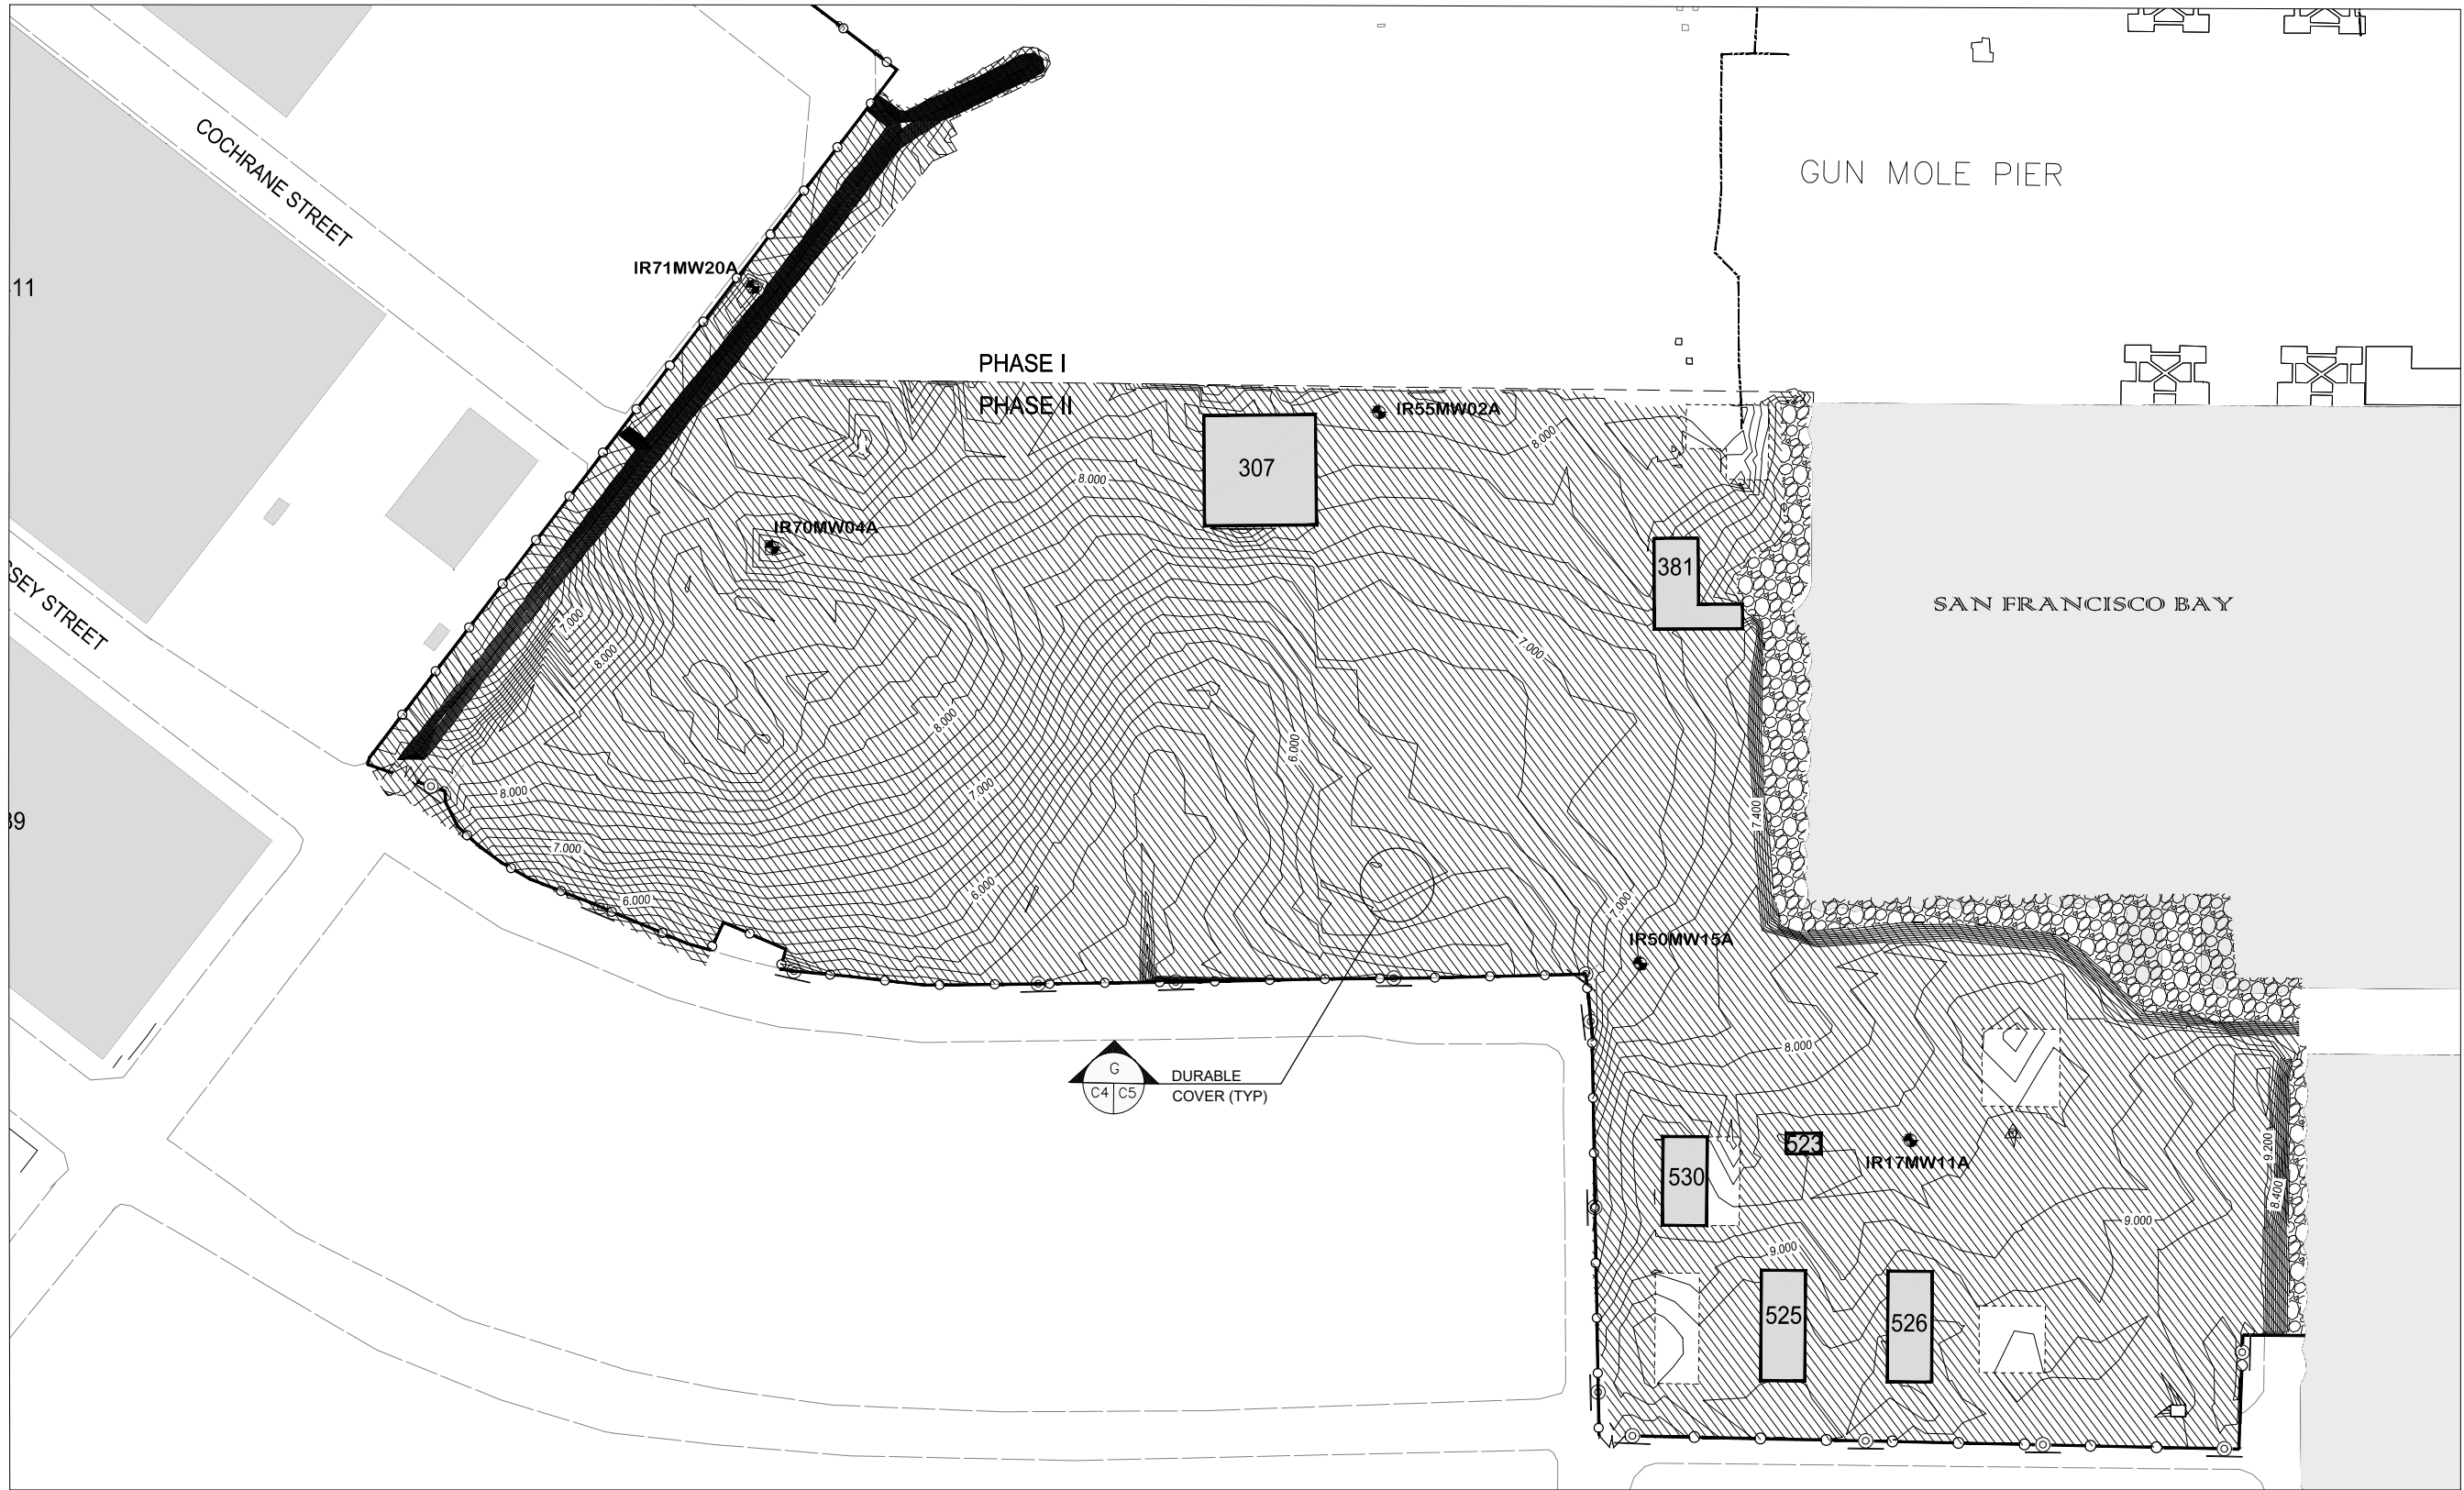 COCHRANE STREET
GUN MOLE PIER
IR71MW20A
11
PHASE I
PHASE II
IR55MW02A
8.000
307
8.000
IR70MW04A
381
SAN FRANCISCO BAY
SSEY STREET
7.000
8.000
7.000
8.000
6.000
8.000
7.000
7.400
39
7.000
6.000
6.000
7.000
IR50MW15A
8.000
G
C4
C5
DURABLE
COVER (TYP)
523
IR17MW11A
9.200
530
8.400
9.000
9.000
525
526